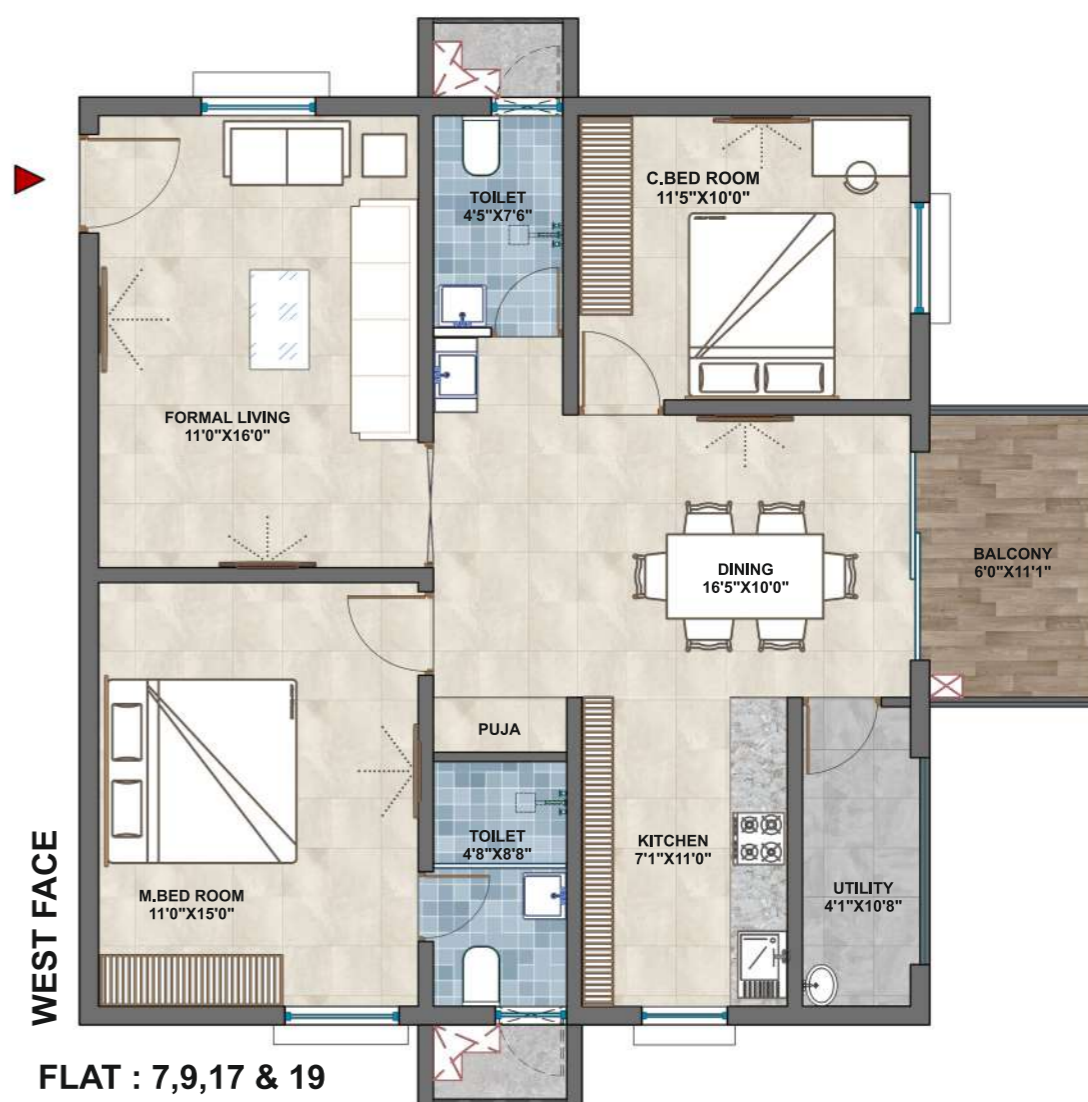 TOILET
4'5"X7'6"
C.BED ROOM
11'5"X10'0"
FORMAL LIVING
11'0"X16'0"
DINING
16'5"X10'0"
BALCONY
6'0"X11'1"
PUJA
TOILET
4'8"X8'8"
KITCHEN
7'1"X11'0"
M.BED ROOM
11'0"X15'0"
UTILITY
4'1"X10'8"
WEST FACE
FLAT : 7,9,17 & 19